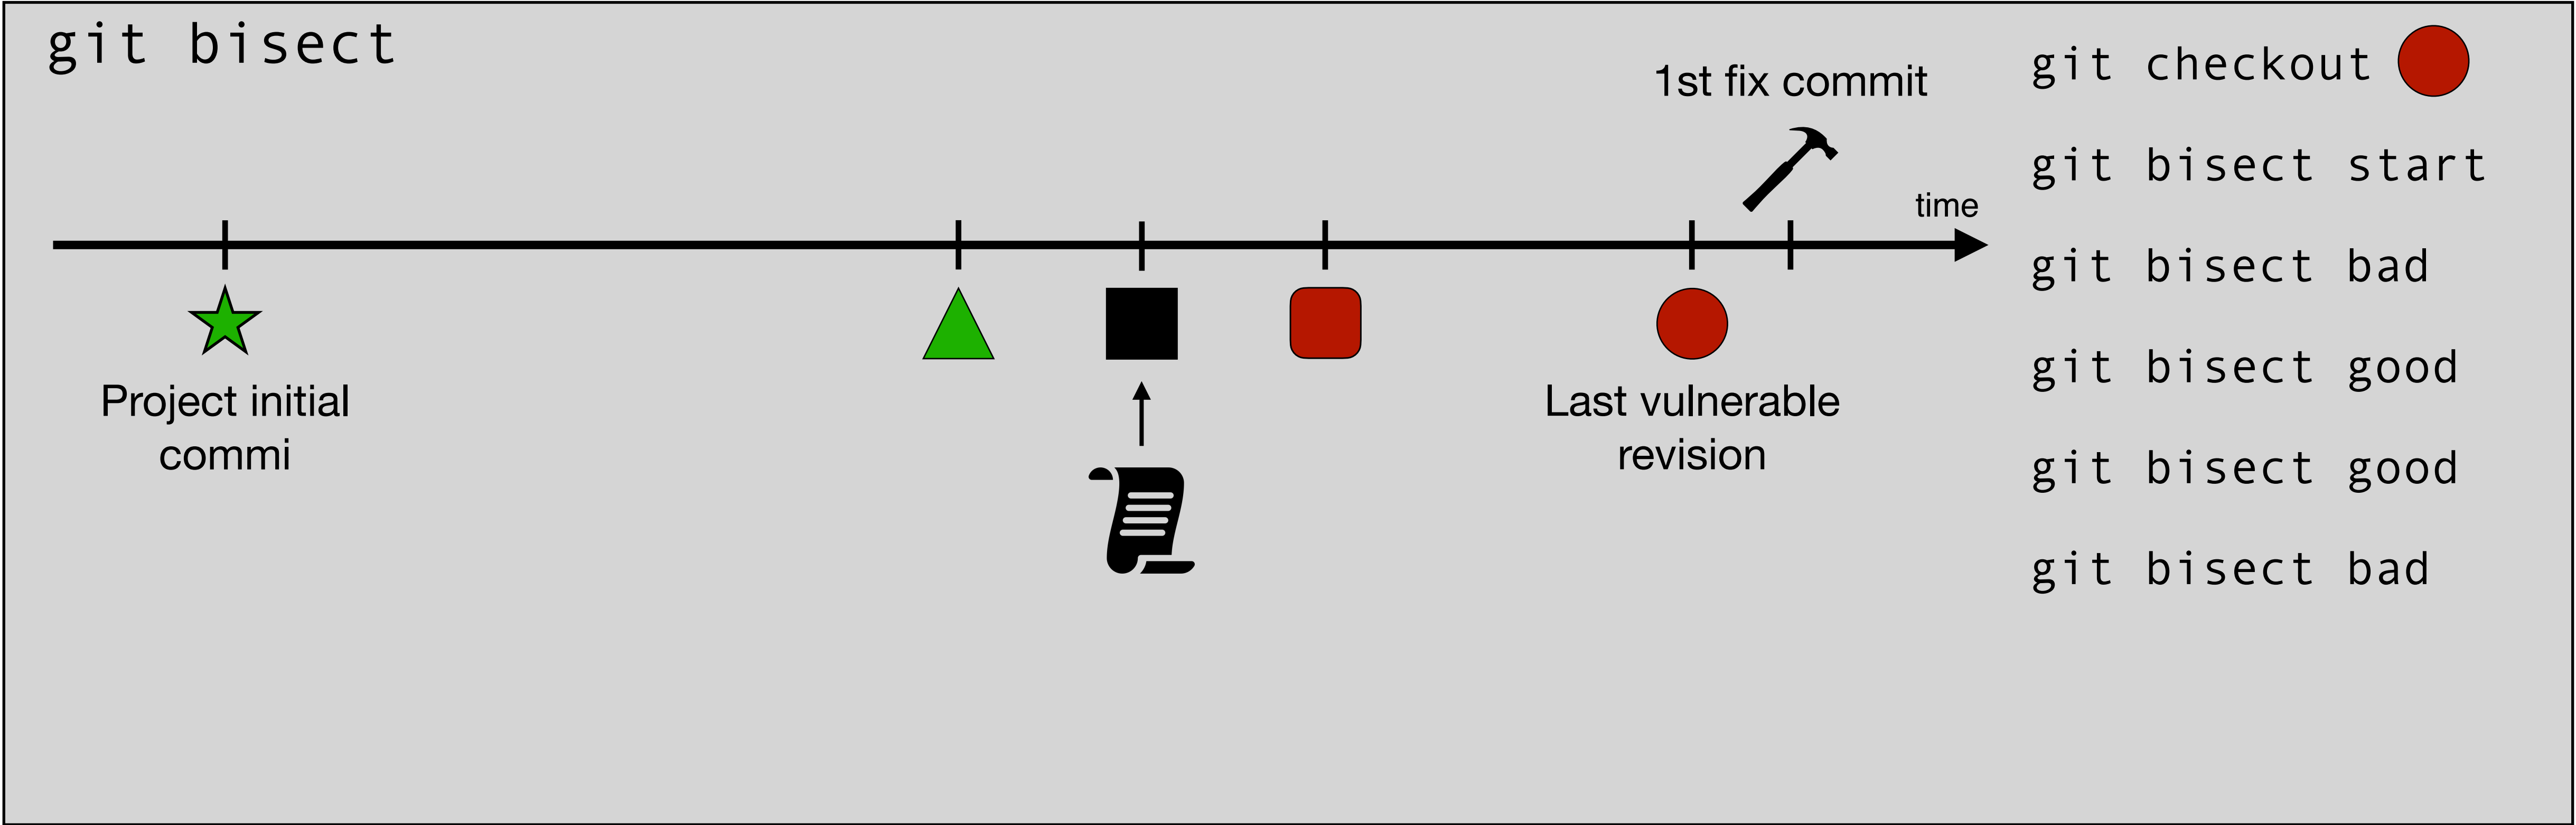 git bisect
1st fix commit
time
Project initial
commi
Last vulnerable
revision
git checkout
git bisect start
git bisect bad
git bisect good
git bisect good
git bisect bad